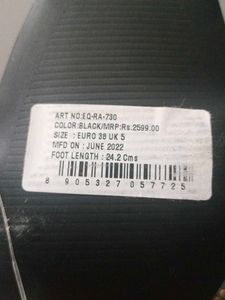 ART NO:EQ-RA-730
COLOR:BLACK/MRP:Rs.2599.00
SIZE : EURO 38 UK 5
MFD ON : JUNE 2022
FOOT LENGTH : 24.2 Cms
8 905327 057725